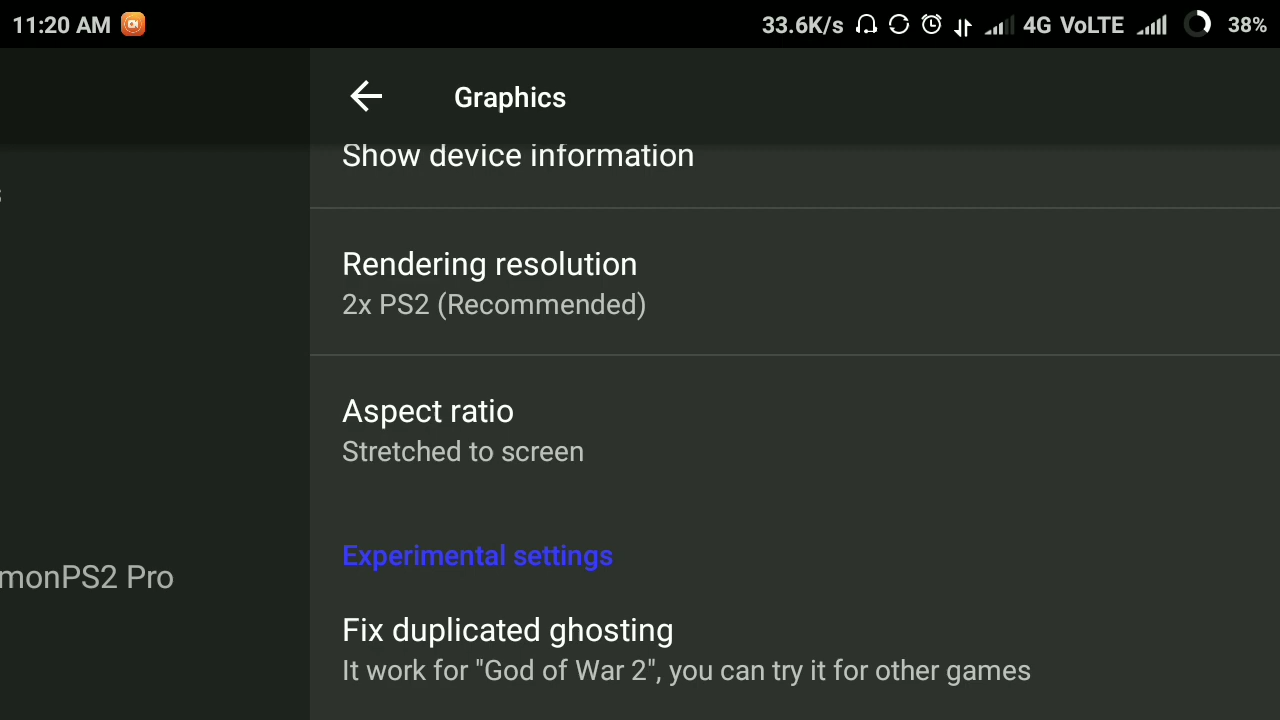 11:20 AM 33.6K/s 4G VoLTE 38%
Graphics
Show device information
s
Rendering resolution
2x PS2 (Recommended)
Aspect ratio
Stretched to screen
Experimental settings
monPS2 Pro
Fix duplicated ghosting
It work for "God of War 2", you can try it for other games